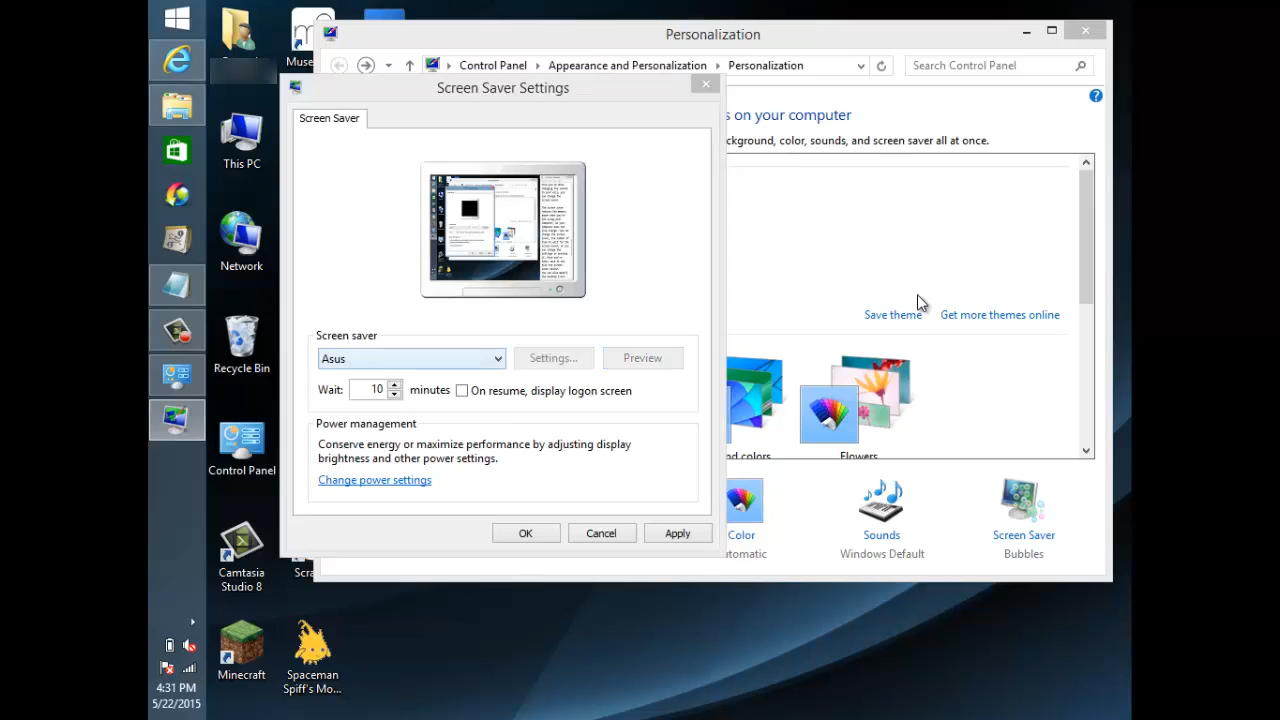 Muse
This PC
Network
Recycle Bin
Control Panel
Camtasia
Studio 8
Scra
Minecraft
Spaceman
Spiff's Mo...
4:31 PM
5/22/2015
Personalization
Control Panel
Appearance and Personalization
Personalization
Search Control Panel
s on your computer
ckground, color, sounds, and screen saver all at once.
Save theme
Get more themes online
nd colors
Flowers
Color
utomatic
Sounds
Windows Default
Screen Saver
Bubbles
Screen Saver Settings
Screen Saver
Screen saver
Asus
Settings...
Preview
Wait: 10 minutes On resume, display logon screen
Power management
Conserve energy or maximize performance by adjusting display
brightness and other power settings.
Change power settings
OK
Cancel
Apply